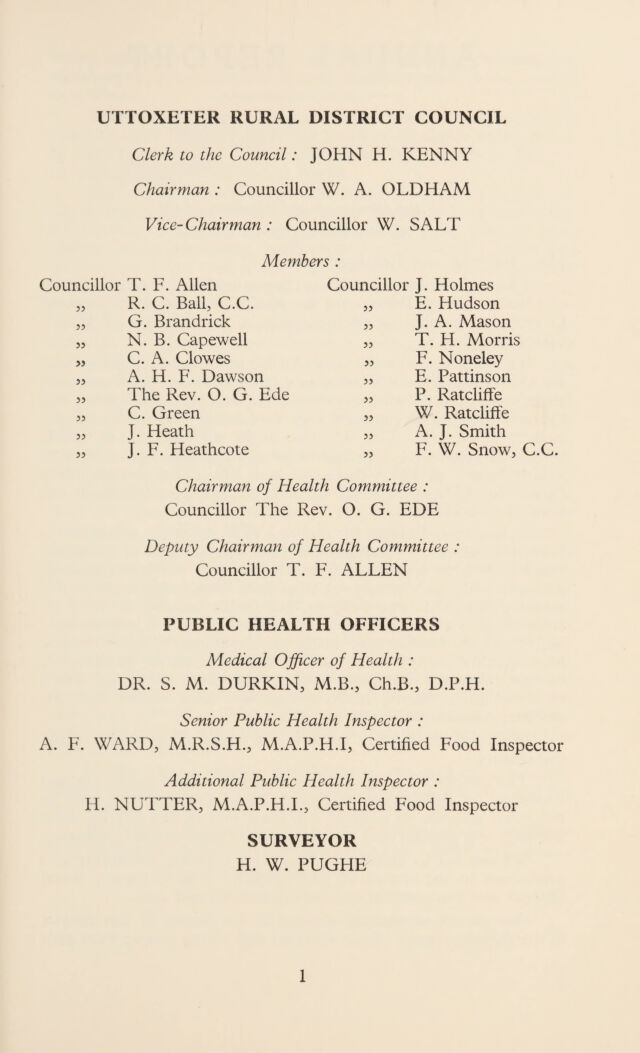 UTTOXETER RURAL DISTRICT COUNCIL
Clerk to the Council : JOHN H. KENNY
Chairman : Councillor W. A. OLDHAM
Vice-Chairman : Councillor W. SALT
Members :
Councillor T. F. Allen
„ R. C. Ball, C.C.
„ G. Brandrick
„ N. B. Capewell
„ C. A. Clowes
„ A. H. F. Dawson
„ The Rev. O. G. Ede
„ C. Green
„ J. Heath
„ J. F. Heathcote
Councillor J. Holmes
„ E. Hudson
„ J. A. Mason
„ T. H. Morris
„ F. Noneley
„ E. Pattinson
„ P. Ratcliffe
„ W. Ratcliffe
„ A. J. Smith
„ F. W. Snow, C.C.
Chairman of Health Committee :
Councillor The Rev. O. G. EDE
Deputy Chairman of Health Committee :
Councillor T. F. ALLEN
PUBLIC HEALTH OFFICERS
Medical Officer of Health :
DR. S. M. DURKIN, M.B., Ch.B., D.P.H.
Senior Public Health Inspector :
A. F. WARD, M.R.S.H., M.A.P.H.I, Certified Food Inspector
Additional Public Health Inspector :
H. NUTTER, M.A.P.H.I., Certified Food Inspector
SURVEYOR
H. W. PUGHE
1